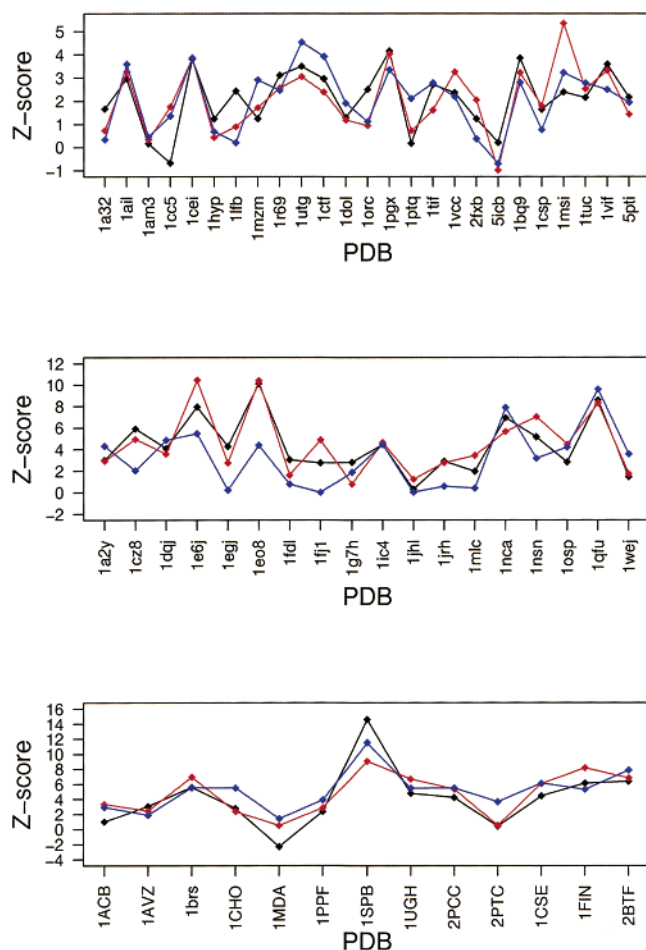 5
4
3
2
1
0
−1
Z-score
1a32
1ail
1am3
1cc5
1cei
1hyp
1lfb
1mzm
1r69
1utg
1ctf
1dol
1orc
1pgx
1ptq
1tif
1vcc
2fxb
5icb
1bq9
1csp
1msi
1tuc
1vif
5pti
PDB
12
10
8
6
4
2
0
−2
Z-score
1a2y
1cz8
1dqj
1e6j
1egj
1eo8
1fdl
1fj1
1g7h
1ic4
1jhl
1jrh
1mlc
1nca
1nsn
1osp
1qfu
1wej
PDB
16
14
12
10
8
6
4
2
0
−2
−4
Z-score
1ACB
1AVZ
1brs
1CHO
1MDA
1PPF
1SPB
1UGH
2PCC
2PTC
1CSE
1FIN
2BTF
PDB